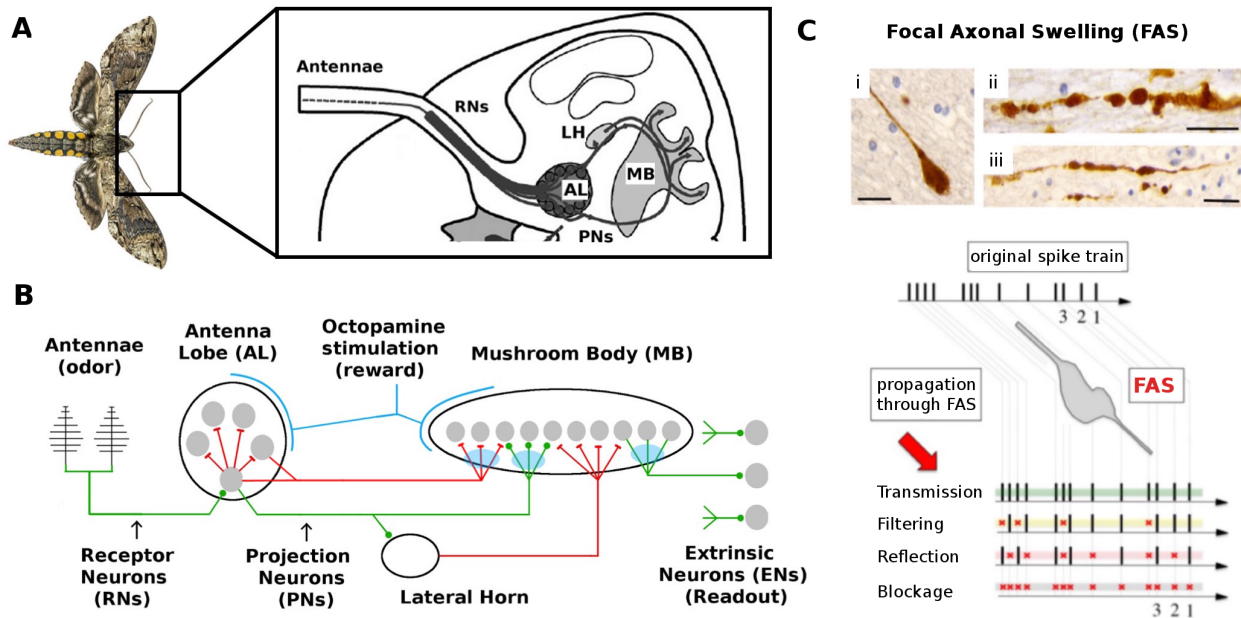 A
Antennae
RNs
LH
AL
MB
PNs
B
Antennae
(odor)
Antenna
Lobe (AL)
Octopamine
stimulation
(reward)
Mushroom Body (MB)
Receptor
Neurons
(RNs)
Projection
Neurons
(PNs)
Lateral Horn
Extrinsic
Neurons (ENs)
(Readout)
C
Focal Axonal Swelling (FAS)
i
ii
iii
original spike train
3 2 1
propagation
through FAS
FAS
Transmission
Filtering
Reflection
Blockage
3 2 1